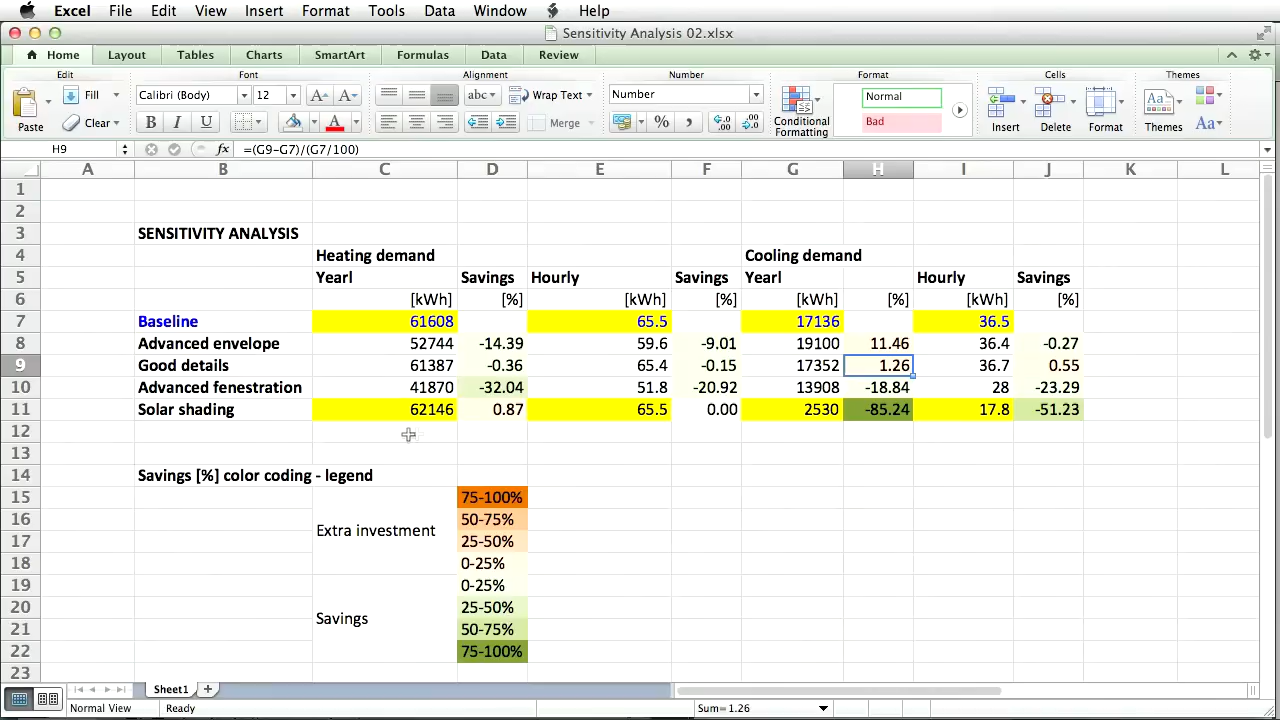 Excel File Edit View Insert Format Tools Data Window Help
Sensitivity Analysis 02.xlsx
Home Layout Tables Charts SmartArt Formulas Data Review
Edit Font Alignment Number Format Cells Themes
Paste Fill Clear Calibri (Body) 12 A A abc Wrap Text Merge Number Conditional Formatting Normal Bad Insert Delete Format Themes Aa
B I U A %
H9 fx =(G9-G7)/(G7/100)
A B C D E F G H I J K L
1
2
3 SENSITIVITY ANALYSIS
4 Heating demand Cooling demand
5 Yearl Savings Hourly Savings Yearl Hourly Savings
6 [kWh] [%] [kWh] [%] [kWh] [%] [kWh] [%]
7 Baseline 61608 65.5 17136 36.5
8 Advanced envelope 52744 -14.39 59.6 -9.01 19100 11.46 36.4 -0.27
9 Good details 61387 -0.36 65.4 -0.15 17352 1.26 36.7 0.55
10 Advanced fenestration 41870 -32.04 51.8 -20.92 13908 -18.84 28 -23.29
11 Solar shading 62146 0.87 65.5 0.00 2530 -85.24 17.8 -51.23
12
13
14 Savings [%] color coding - legend
15 75-100%
16 50-75%
Extra investment
17 25-50%
18 0-25%
19 0-25%
20 25-50%
Savings
21 50-75%
22 75-100%
23
Sheet1
Normal View Ready Sum=1.26